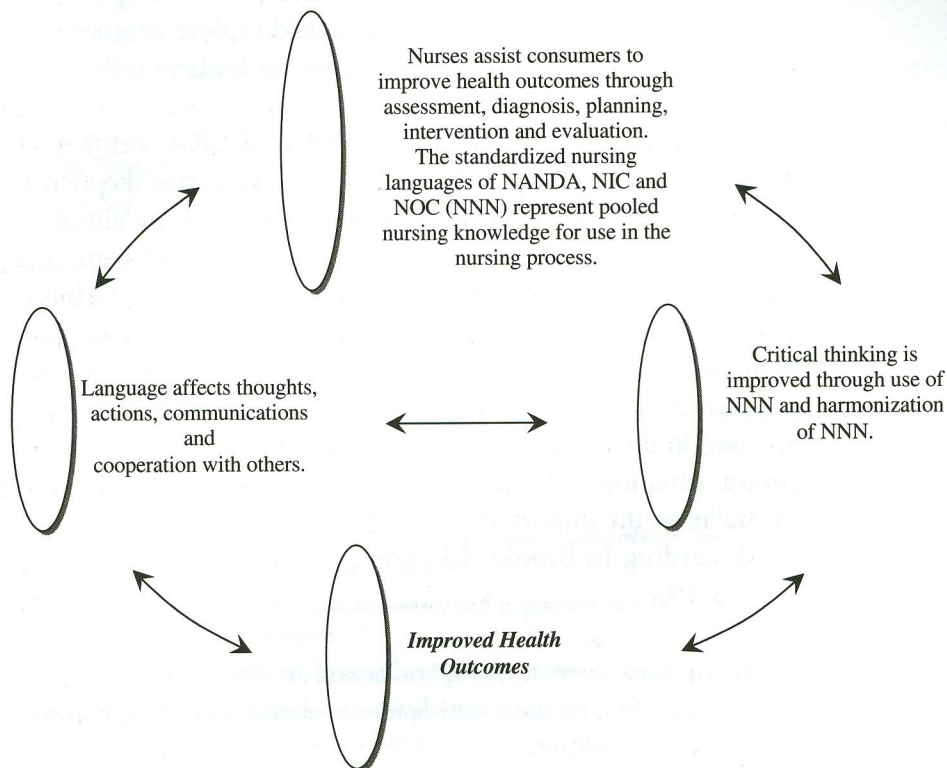 Nurses assist consumers to
improve health outcomes through
assessment, diagnosis, planning,
intervention and evaluation.
The standardized nursing
languages of NANDA, NIC and
NOC (NNN) represent pooled
nursing knowledge for use in the
nursing process.
Language affects thoughts,
actions, communications
and
cooperation with others.
Critical thinking is
improved through use of
NNN and harmonization
of NNN.
Improved Health
Outcomes